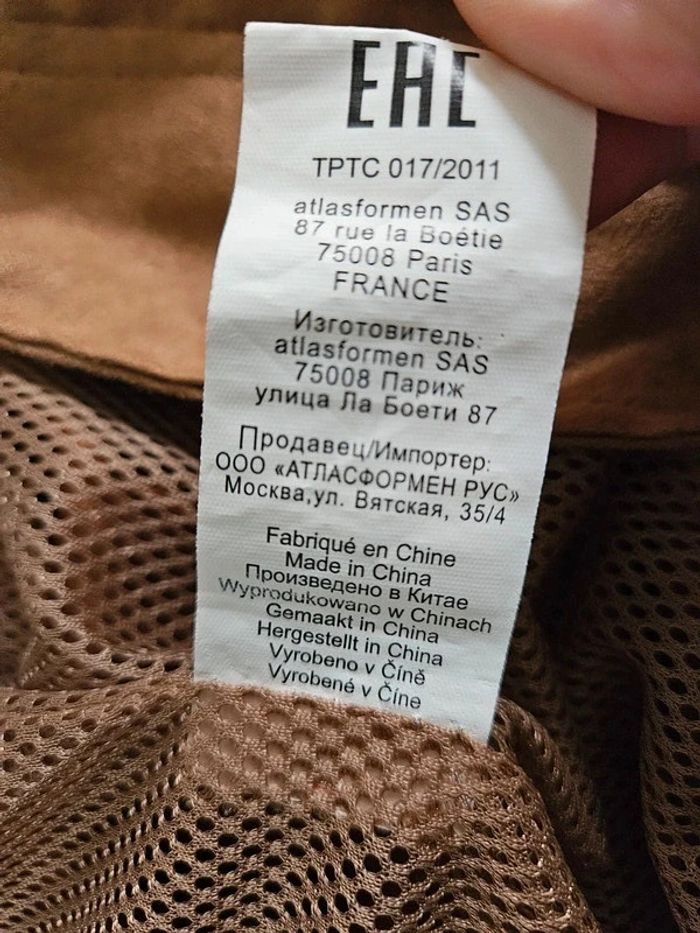 EAC
ТРТС 017/2011
atlasformen SAS
87 rue la Boétie
75008 Paris
FRANCE
Изготовитель:
atlasformen SAS
75008 Париж
улица Ла Боети 87
Продавец/Импортер:
ООО «АТЛАСФОРМЕН РУС»
Москва,ул. Вятская, 35/4
Fabriqué en Chine
Made in China
Произведено в Китае
Wyprodukowano w Chinach
Gemaakt in China
Hergestellt in China
Vyrobeno v Číně
Vyrobené v Číne